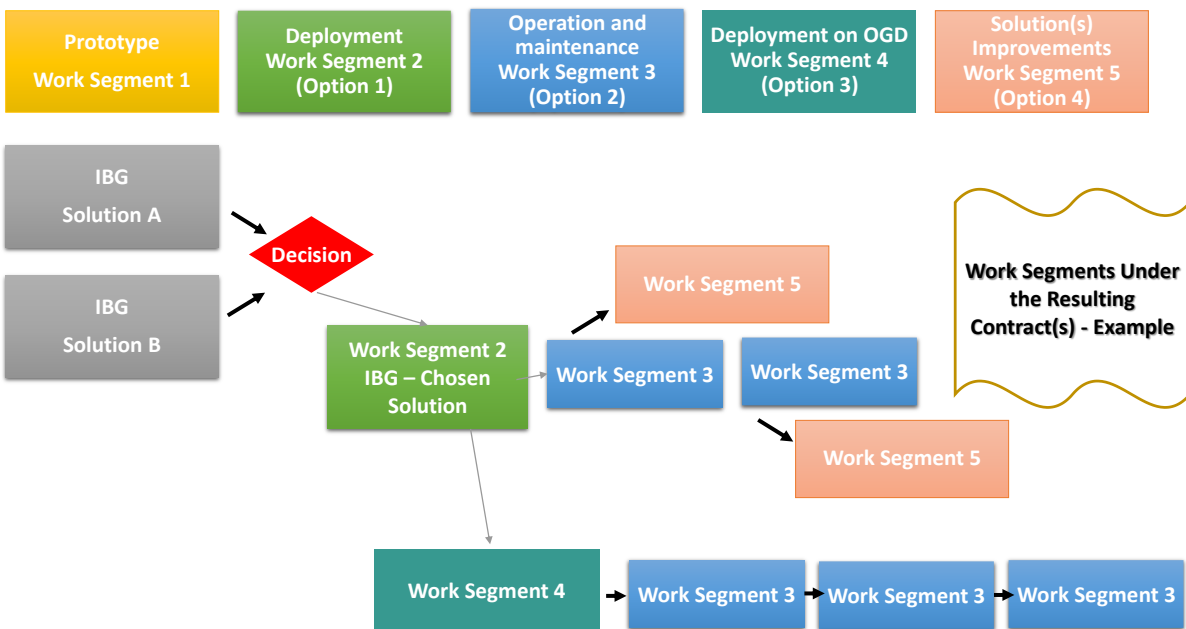 Prototype
Work Segment 1
Deployment
Work Segment 2
(Option 1)
Operation and
maintenance
Work Segment 3
(Option 2)
Deployment on OGD
Work Segment 4
(Option 3)
Solution(s)
Improvements
Work Segment 5
(Option 4)
IBG
Solution A
IBG
Solution B
Decision
Work Segment 2
IBG – Chosen
Solution
Work Segment 5
Work Segment 3
Work Segment 3
Work Segment 5
Work Segments Under
the Resulting
Contract(s) - Example
Work Segment 4
Work Segment 3
Work Segment 3
Work Segment 3